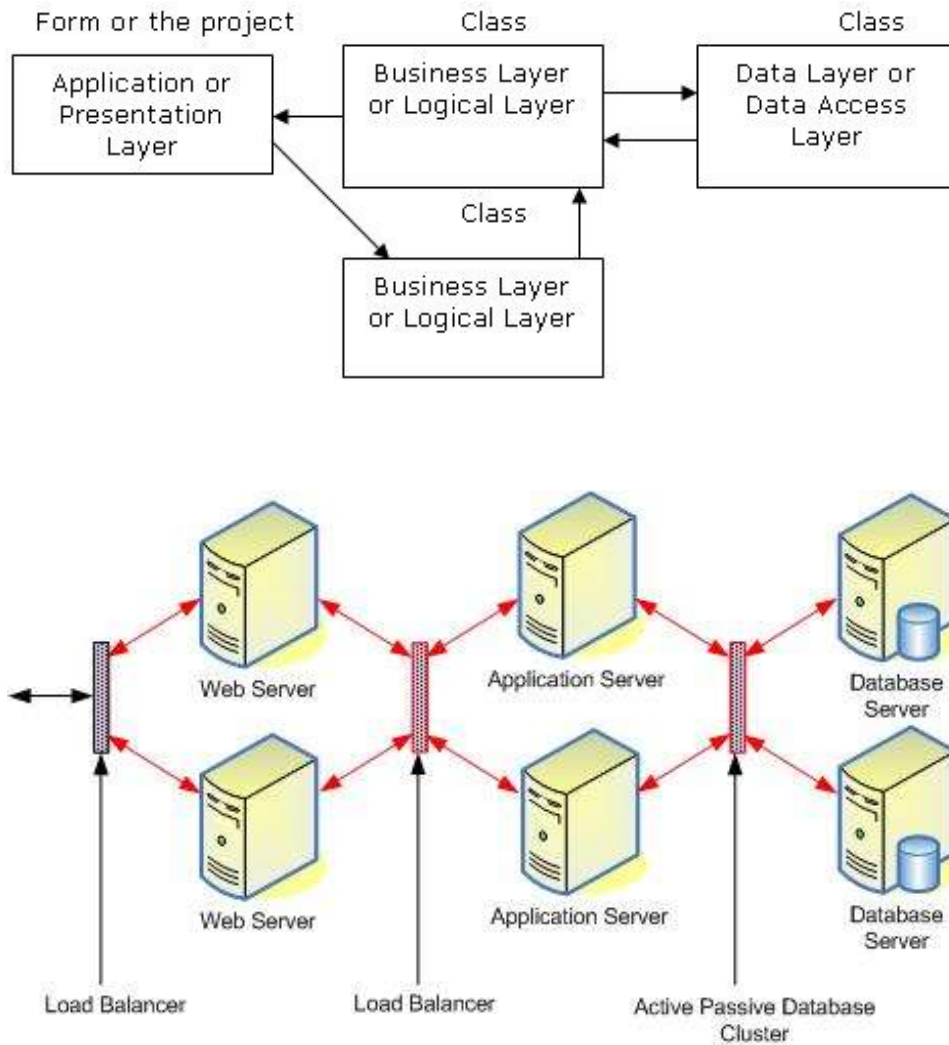 Form or the project
Class
Class
Application or
Presentation
Layer
Business Layer
or Logical Layer
Data Layer or
Data Access
Layer
Class
Business Layer
or Logical Layer
Web Server
Application Server
Database
Server
Web Server
Application Server
Database
Server
Load Balancer
Load Balancer
Active Passive Database
Cluster